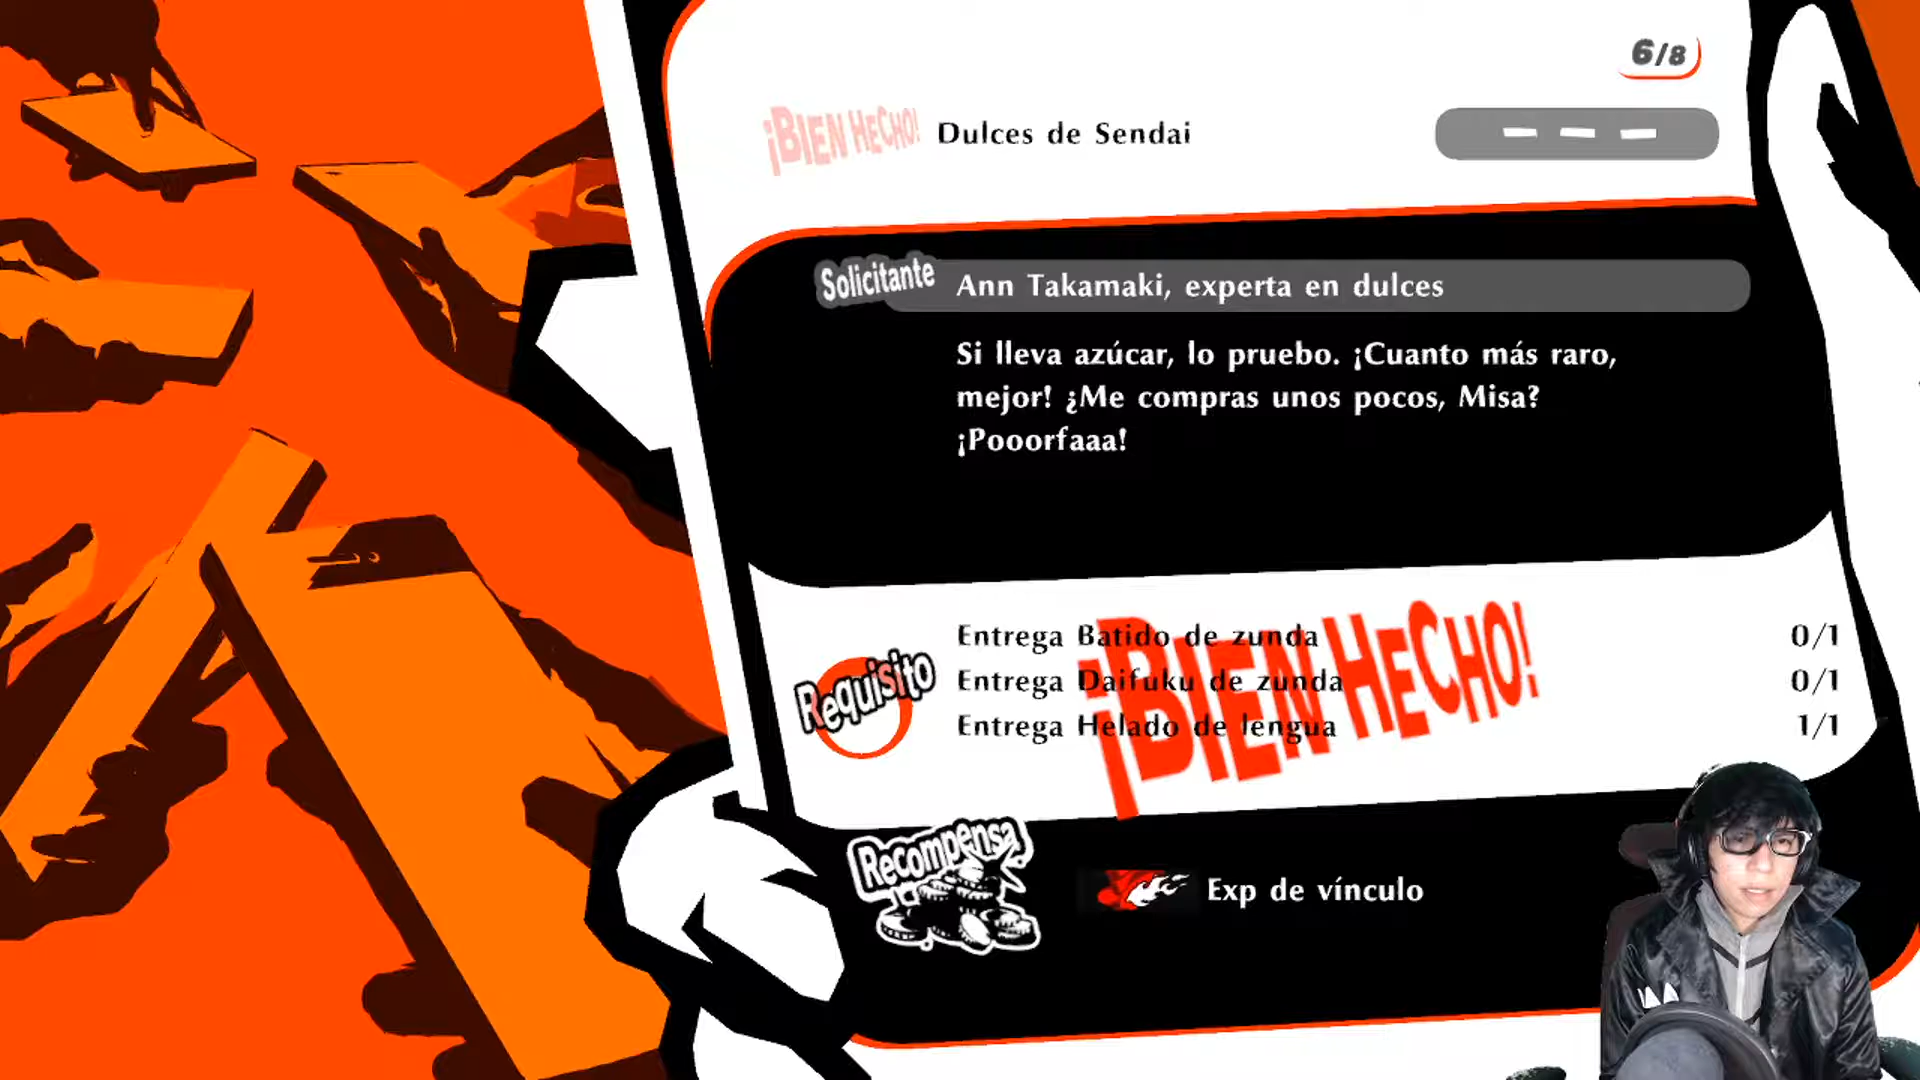 6/8
¡BIEN HECHO!
Dulces de Sendai
Solicitante
Ann Takamaki, experta en dulces
Si lleva azúcar, lo pruebo. ¡Cuanto más raro,
mejor! ¿Me compras unos pocos, Misa?
¡Pooorfaaa!
Requisito
Entrega Batido de zunda 0/1
Entrega Daifuku de zunda 0/1
Entrega Helado de lengua 1/1
¡BIEN HECHO!
Recompensa
Exp de vínculo